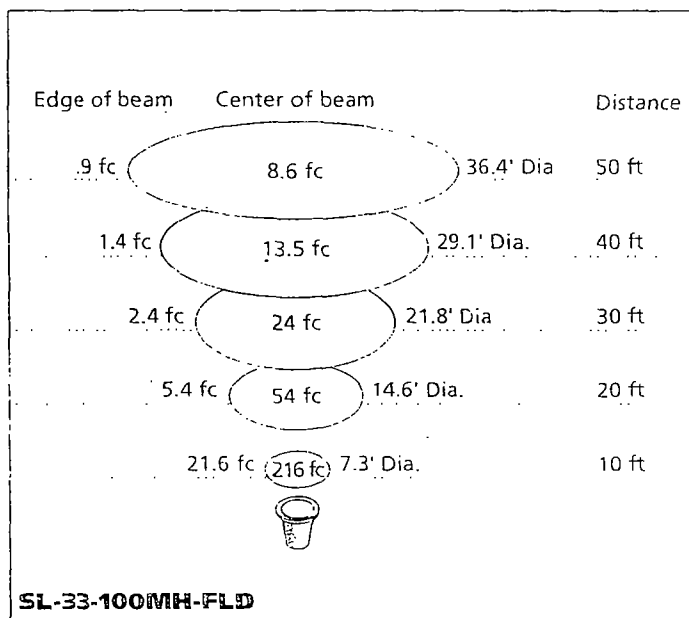 Edge of beam Center of beam Distance
.9 fc 8.6 fc 36.4' Dia 50 ft
1.4 fc 13.5 fc 29.1' Dia. 40 ft
2.4 fc 24 fc 21.8' Dia 30 ft
5.4 fc 54 fc 14.6' Dia. 20 ft
21.6 fc 216 fc 7.3' Dia. 10 ft
SL-33-100MH-FLD